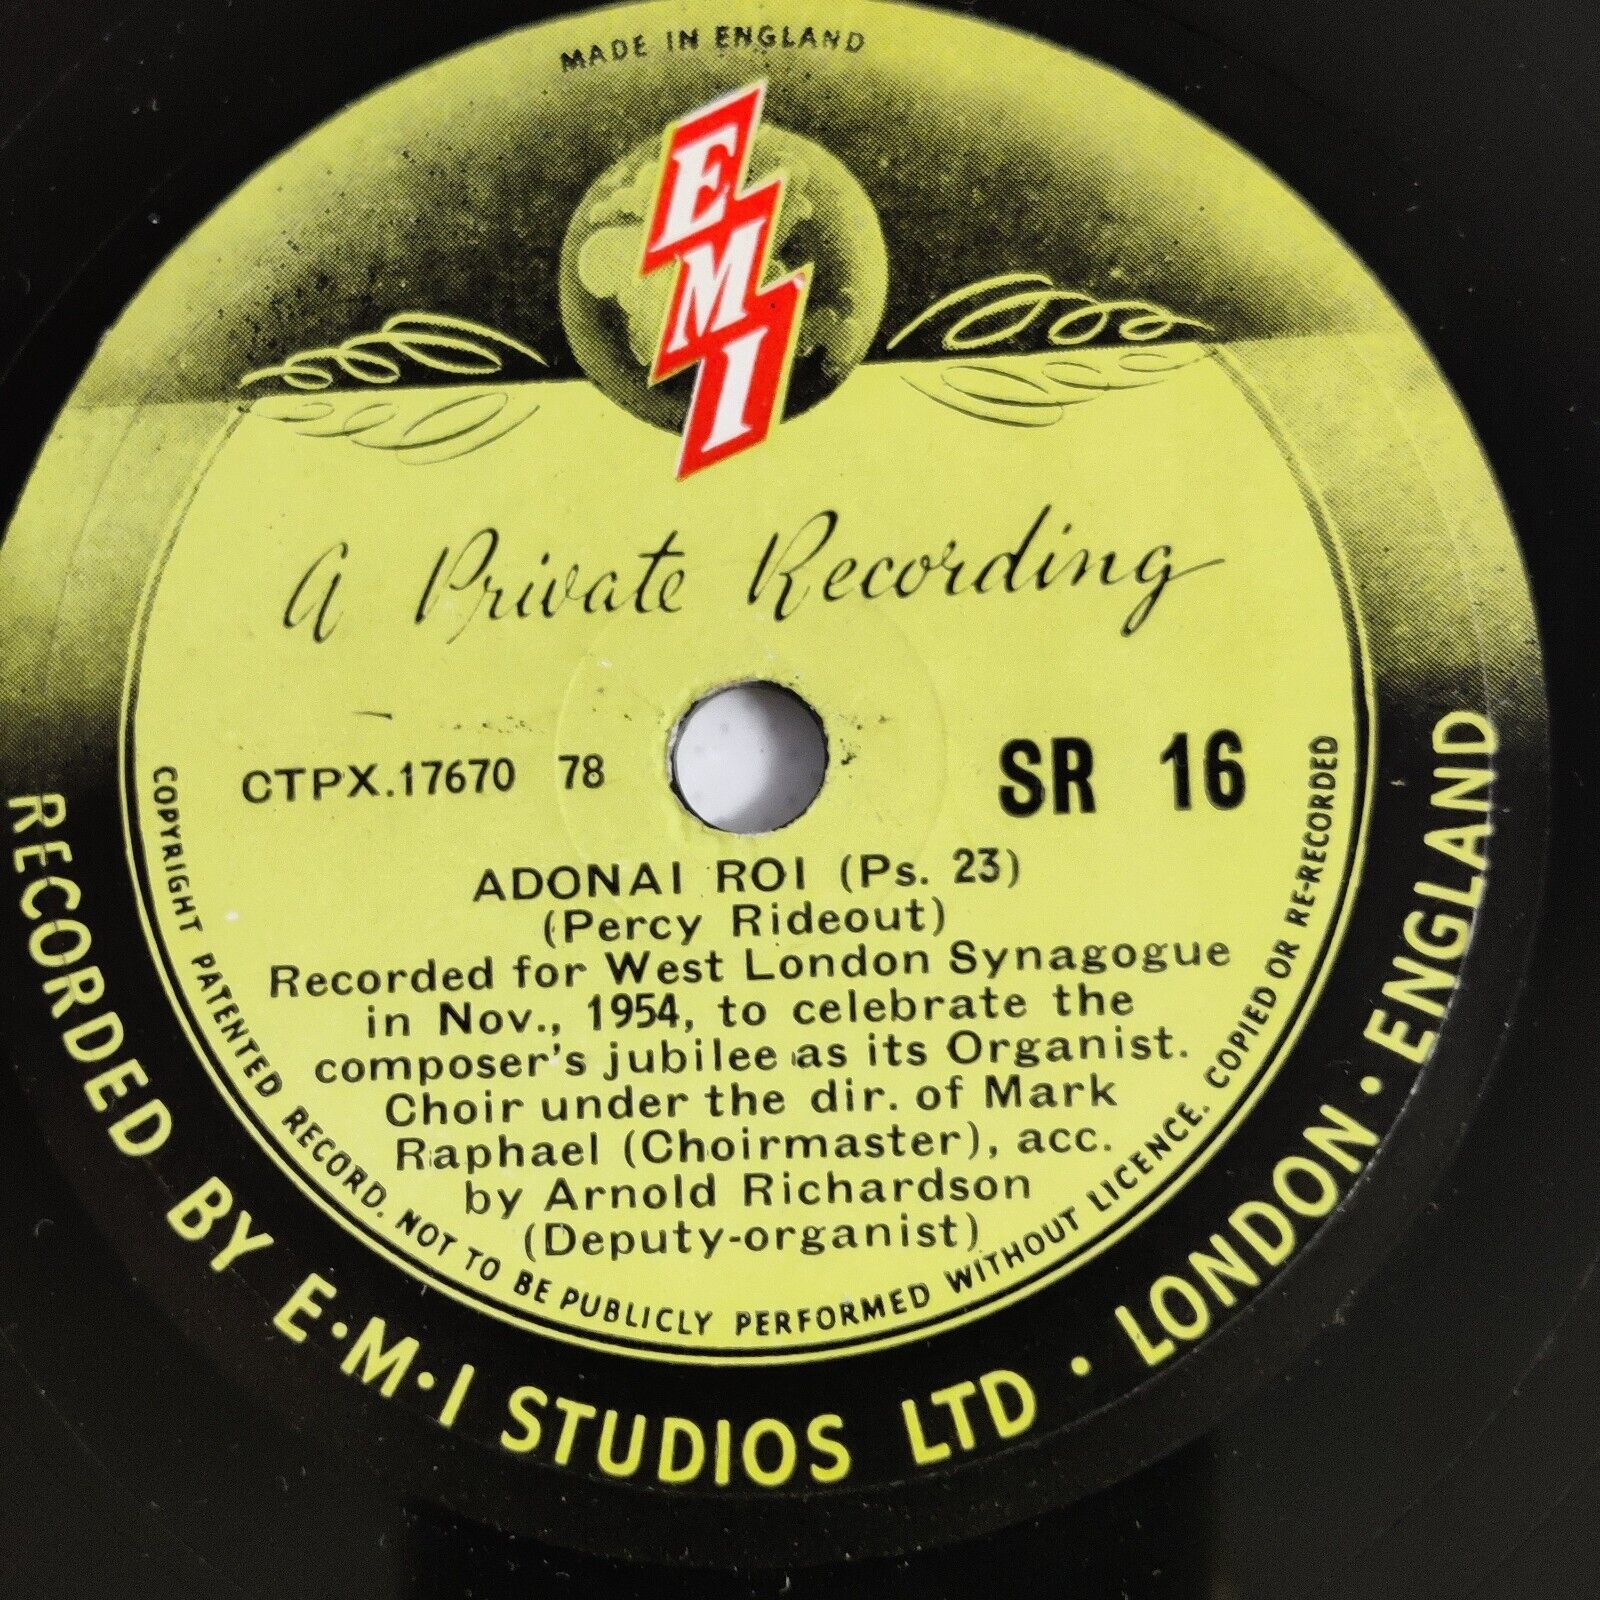 MADE IN ENGLAND
EMI
A Private Recording
CTPX.17670 78
SR 16
ADONAI ROI (Ps. 23)
(Percy Rideout)
Recorded for West London Synagogue
in Nov., 1954, to celebrate the
composer's jubilee as its Organist.
Choir under the dir. of Mark
Raphael (Choirmaster), acc.
by Arnold Richardson
(Deputy-organist)
COPYRIGHT PATENTED RECORD. NOT TO BE PUBLICLY PERFORMED WITHOUT LICENCE. COPIED OR RE-RECORDED
RECORDED BY E·M·I STUDIOS LTD · LONDON · ENGLAND